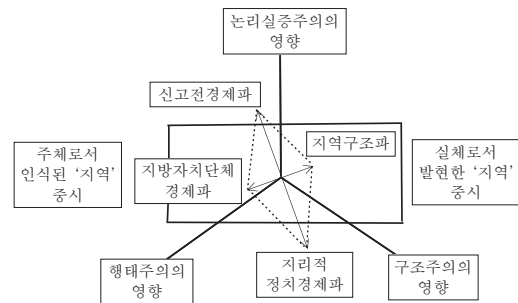 논리실증주의의
영향
신고전경제파
지역구조파
주체로서
인식된 ‘지역’
중시
지방자치단체
경제파
실체로서
발현한 ‘지역’
중시
행태주의의
영향
지리적
정치경제파
구조주의의
영향